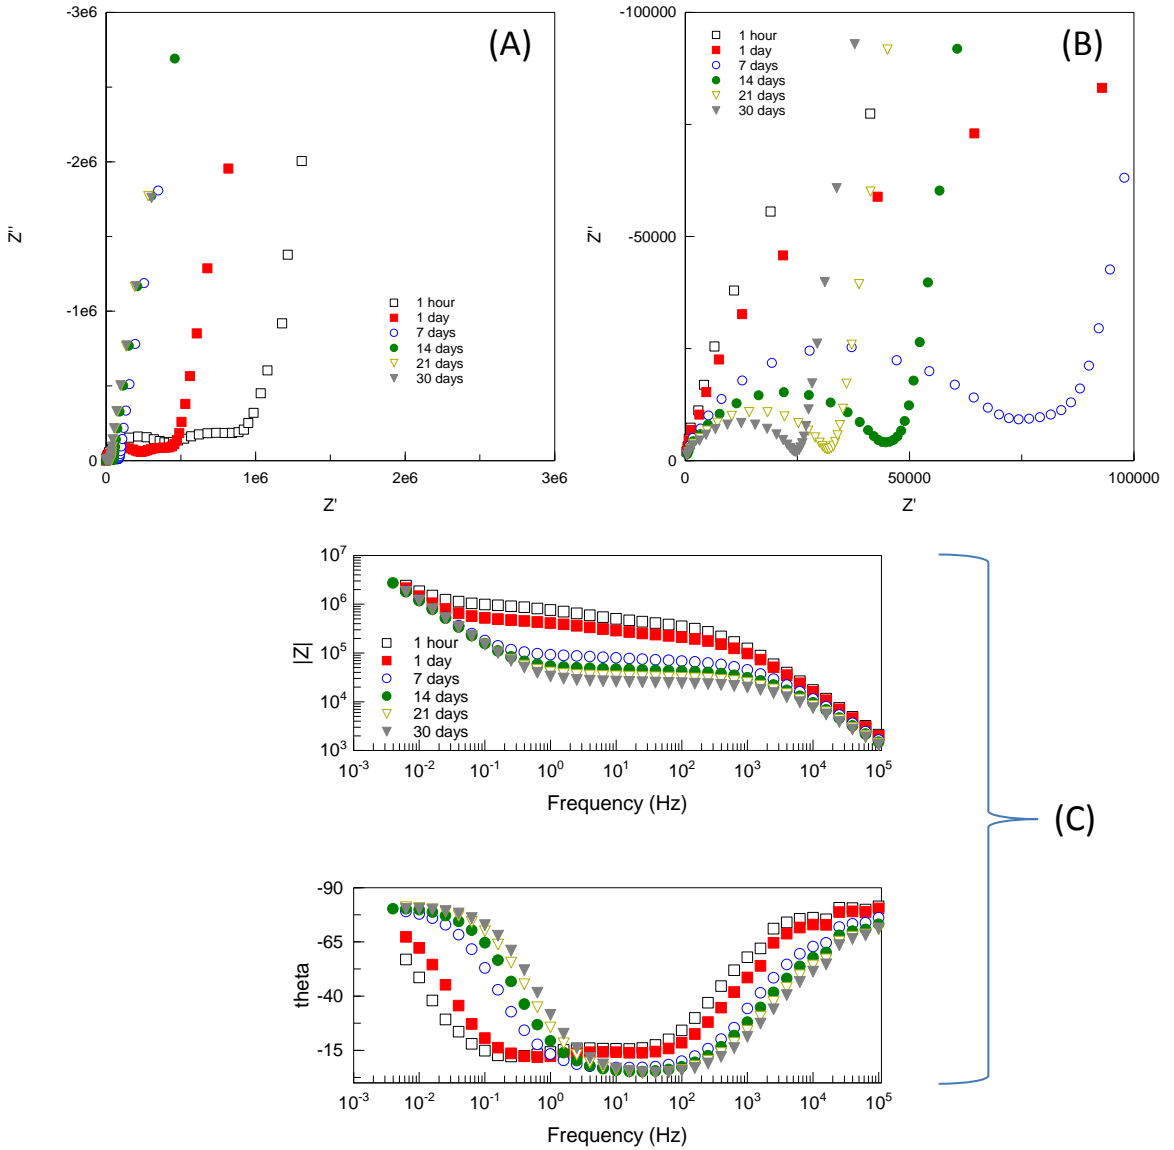 (A)
-3e6
-2e6
-1e6
0
Z''
1 hour
1 day
7 days
14 days
21 days
30 days
0
1e6
2e6
3e6
Z'
(B)
-100000
-50000
0
Z''
1 hour
1 day
7 days
14 days
21 days
30 days
0
50000
100000
Z'
10^7
10^6
10^5
10^4
10^3
|Z|
1 hour
1 day
7 days
14 days
21 days
30 days
10^-3
10^-2
10^-1
10^0
10^1
10^2
10^3
10^4
10^5
Frequency (Hz)
(C)
-90
-65
-40
-15
theta
10^-3
10^-2
10^-1
10^0
10^1
10^2
10^3
10^4
10^5
Frequency (Hz)